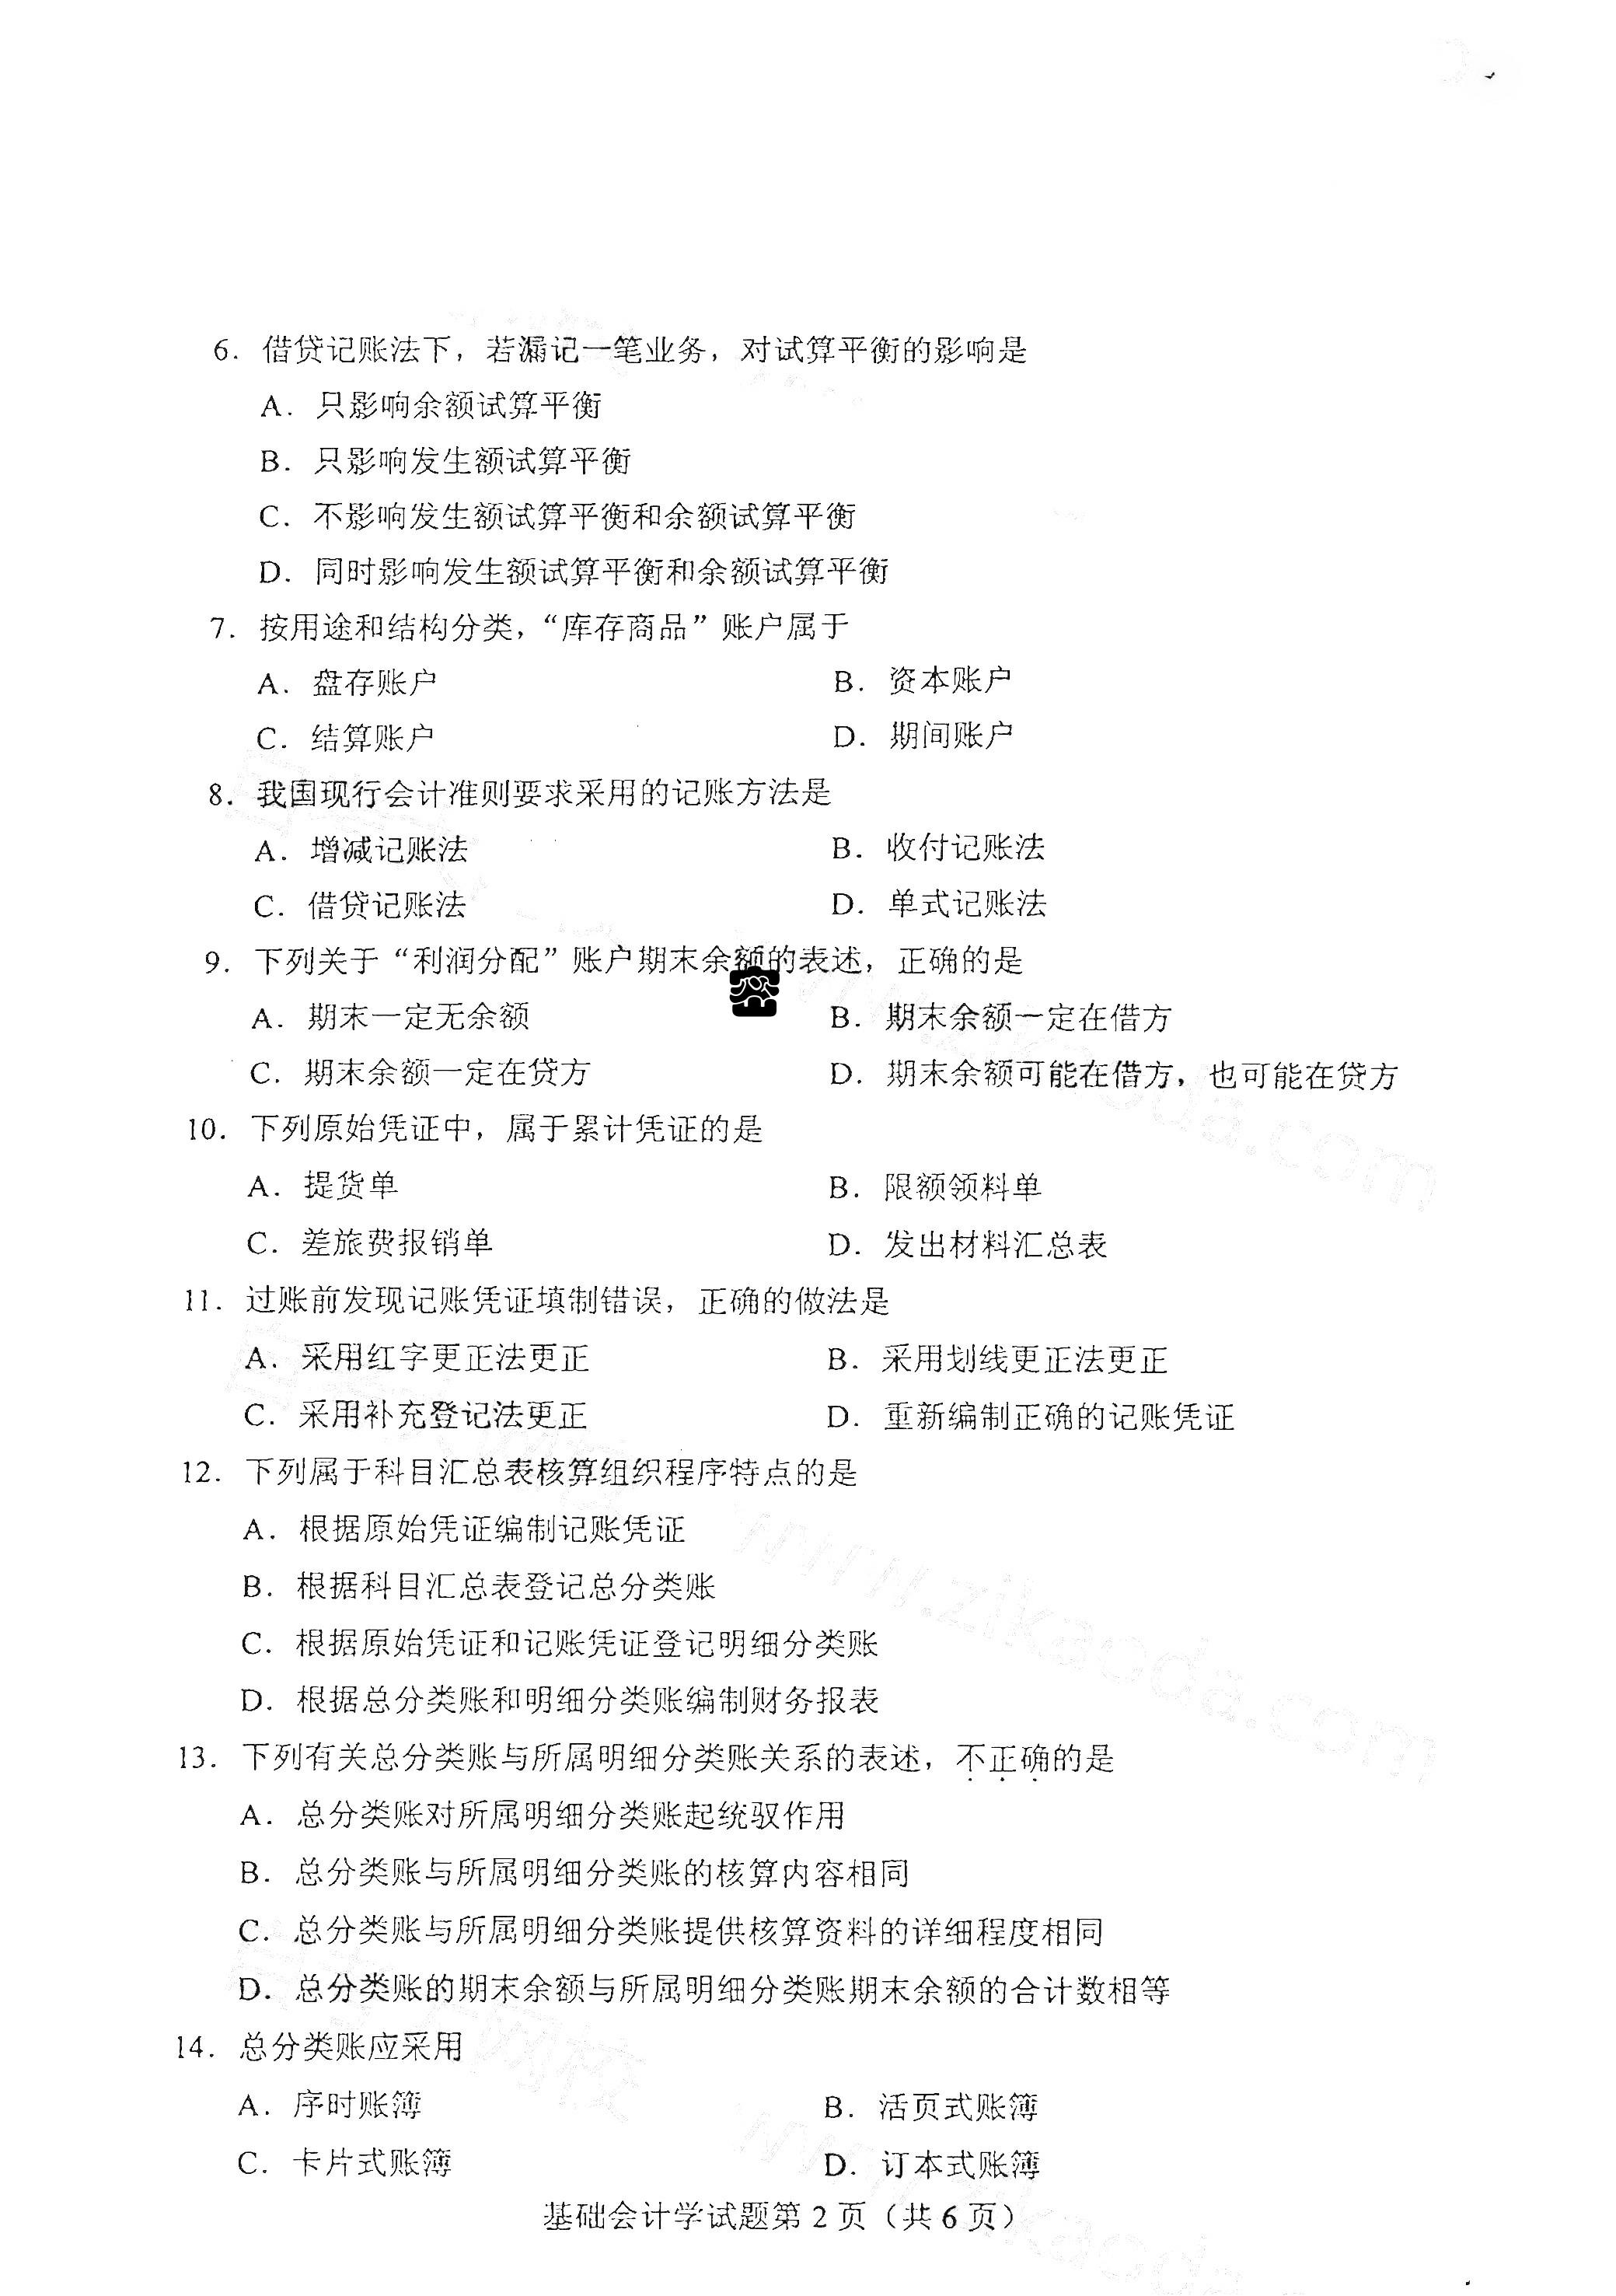 6. 借贷记账法下，若漏记一笔业务，对试算平衡的影响是
A. 只影响余额试算平衡
B. 只影响发生额试算平衡
C. 不影响发生额试算平衡和余额试算平衡
D. 同时影响发生额试算平衡和余额试算平衡
7. 按用途和结构分类，“库存商品”账户属于
A. 盘存账户 B. 资本账户
C. 结算账户 D. 期间账户
8. 我国现行会计准则要求采用的记账方法是
A. 增减记账法 B. 收付记账法
C. 借贷记账法 D. 单式记账法
9. 下列关于“利润分配”账户期末余额的表述，正确的是
A. 期末一定无余额 B. 期末余额一定在借方
C. 期末余额一定在贷方 D. 期末余额可能在借方，也可能在贷方
10. 下列原始凭证中，属于累计凭证的是
A. 提货单 B. 限额领料单
C. 差旅费报销单 D. 发出材料汇总表
11. 过账前发现记账凭证填制错误，正确的做法是
A. 采用红字更正法更正 B. 采用划线更正法更正
C. 采用补充登记法更正 D. 重新编制正确的记账凭证
12. 下列属于科目汇总表核算组织程序特点的是
A. 根据原始凭证编制记账凭证
B. 根据科目汇总表登记总分类账
C. 根据原始凭证和记账凭证登记明细分类账
D. 根据总分类账和明细分类账编制财务报表
13. 下列有关总分类账与所属明细分类账关系的表述，不正确的是
A. 总分类账对所属明细分类账起统驭作用
B. 总分类账与所属明细分类账的核算内容相同
C. 总分类账与所属明细分类账提供核算资料的详细程度相同
D. 总分类账的期末余额与所属明细分类账期末余额的合计数相等
14. 总分类账应采用
A. 序时账簿 B. 活页式账簿
C. 卡片式账簿 D. 订本式账簿
基础会计学试题第 2 页（共 6 页）
www.zikaoda.com